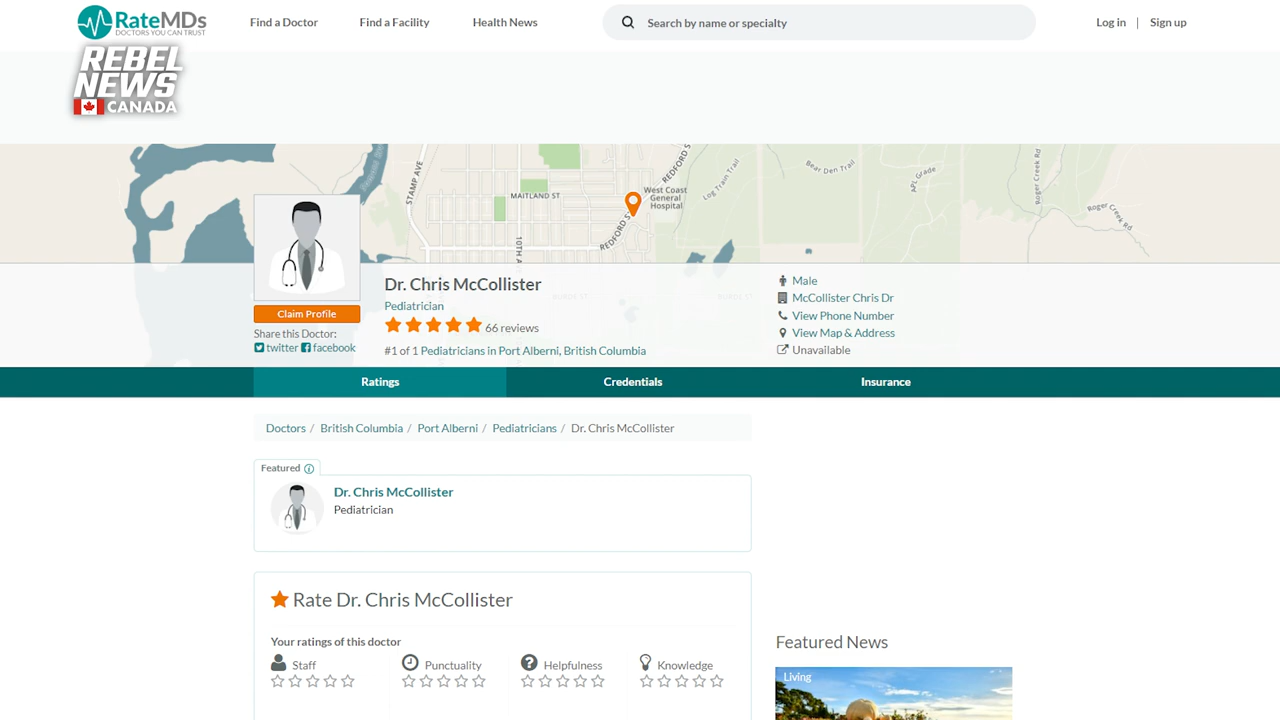 RateMDs
DOCTORS YOU CAN TRUST
Find a Doctor
Find a Facility
Health News
Search by name or specialty
Log in | Sign up
REBEL
NEWS
CANADA
STAMP AVE
MAITLAND ST
10TH A
REDFORD ST
REDFORD S
West Coast
General
Hospital
Log Train Trail
Bear Den Trail
APL Grade
Roger Creek Rd
Roger Creek Rd
Dr. Chris McCollister
Pediatrician
66 reviews
#1 of 1 Pediatricians in Port Alberni, British Columbia
Claim Profile
Share this Doctor:
twitter facebook
Male
McCollister Chris Dr
View Phone Number
View Map & Address
Unavailable
Ratings
Credentials
Insurance
Doctors / British Columbia / Port Alberni / Pediatricians / Dr. Chris McCollister
Featured
Dr. Chris McCollister
Pediatrician
Rate Dr. Chris McCollister
Your ratings of this doctor
Staff
Punctuality
Helpfulness
Knowledge
Featured News
Living